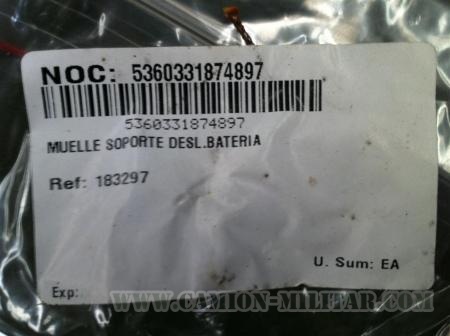 NOC: 5360331874897
5360331874897
MUELLE SOPORTE DESL.BATERIA
Ref: 183297
U. Sum: EA
Exp:
WWW.CAMION-MILITAR.COM